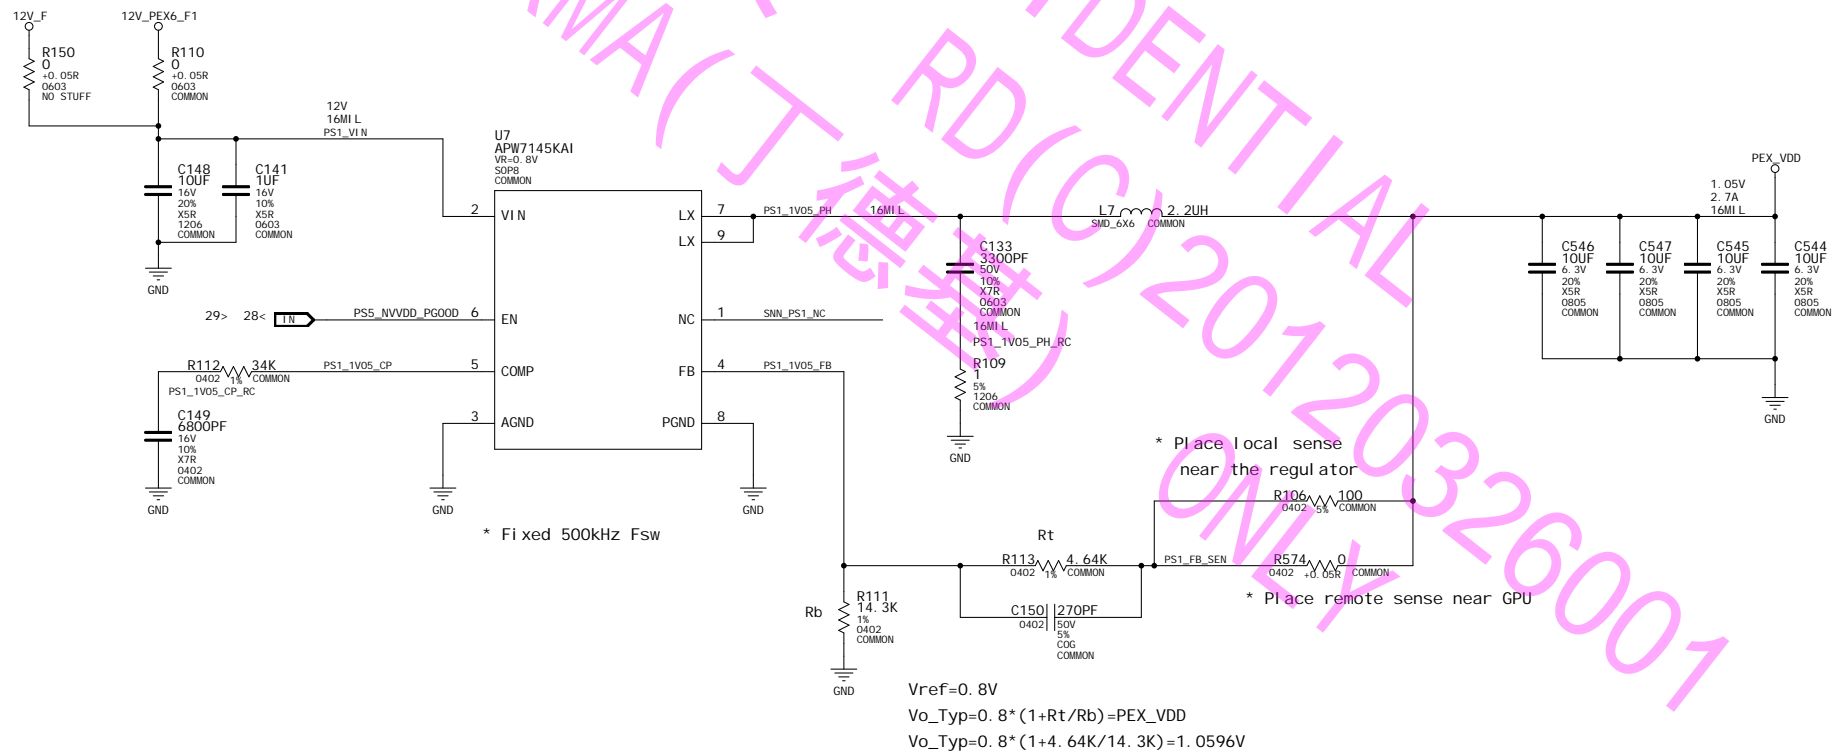 12V_F
12V_PEX6_F1
R150
0
+0.05R
0603
NO STUFF
R110
0
+0.05R
0603
COMMON
12V
16MIL
PS1_VIN
C148
10UF
16V
20%
X5R
1206
COMMON
C141
1UF
16V
10%
X5R
0603
COMMON
GND
U7
APW7145KAI
VR=0.8V
SOP8
COMMON
2 VIN
6 EN
5 COMP
3 AGND
LX 7
LX 9
NC 1
FB 4
PGND 8
29> 28< IN
PS5_NVVDD_PGOOD
R112 34K
0402 1% COMMON
PS1_1V05_CP
PS1_1V05_CP_RC
C149
6800PF
16V
10%
X7R
0402
COMMON
GND
GND
GND
* Fixed 500kHz Fsw
PS1_1V05_PH
16MIL
SNN_PS1_NC
PS1_1V05_FB
C133
3300PF
50V
10%
X7R
0603
COMMON
16MIL
PS1_1V05_PH_RC
R109
1
5%
1206
COMMON
GND
L7 2.2UH
SMD_6X6 COMMON
PEX_VDD
1.05V
2.7A
16MIL
C546
10UF
6.3V
20%
X5R
0805
COMMON
C547
10UF
6.3V
20%
X5R
0805
COMMON
C545
10UF
6.3V
20%
X5R
0805
COMMON
C544
10UF
6.3V
20%
X5R
0805
COMMON
GND
* Place local sense
near the regulator
R106 100
0402 5%
Rt
R113 4.64K
0402 1% COMMON
PS1_FB_SEN
R574 0
0402 +0.05R COMMON
* Place remote sense near GPU
C150 270PF
0402 50V
5%
COG
COMMON
Rb
R111
14.3K
1%
0402
COMMON
GND
Vref=0.8V
Vo_Typ=0.8*(1+Rt/Rb)=PEX_VDD
Vo_Typ=0.8*(1+4.64K/14.3K)=1.0596V
MA(丁德基)
IDENTIAL
RD(C)20120326001
ONLY